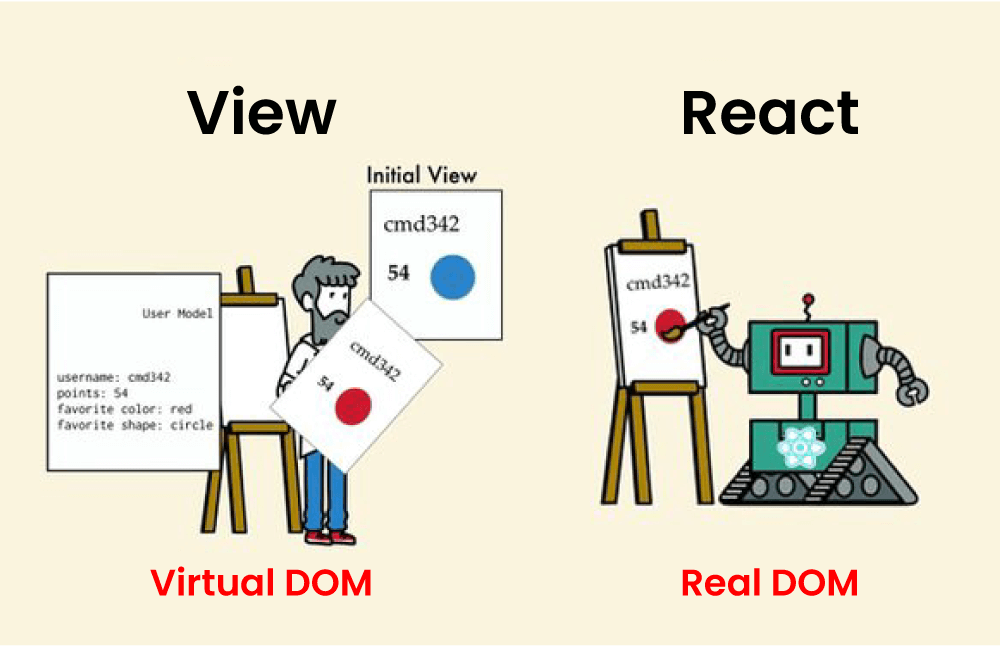 View
React
Initial View
cmd342
54
User Model
username: cmd342
points: 54
favorite color: red
favorite shape: circle
cmd342
54
cmd342
54
Virtual DOM
Real DOM